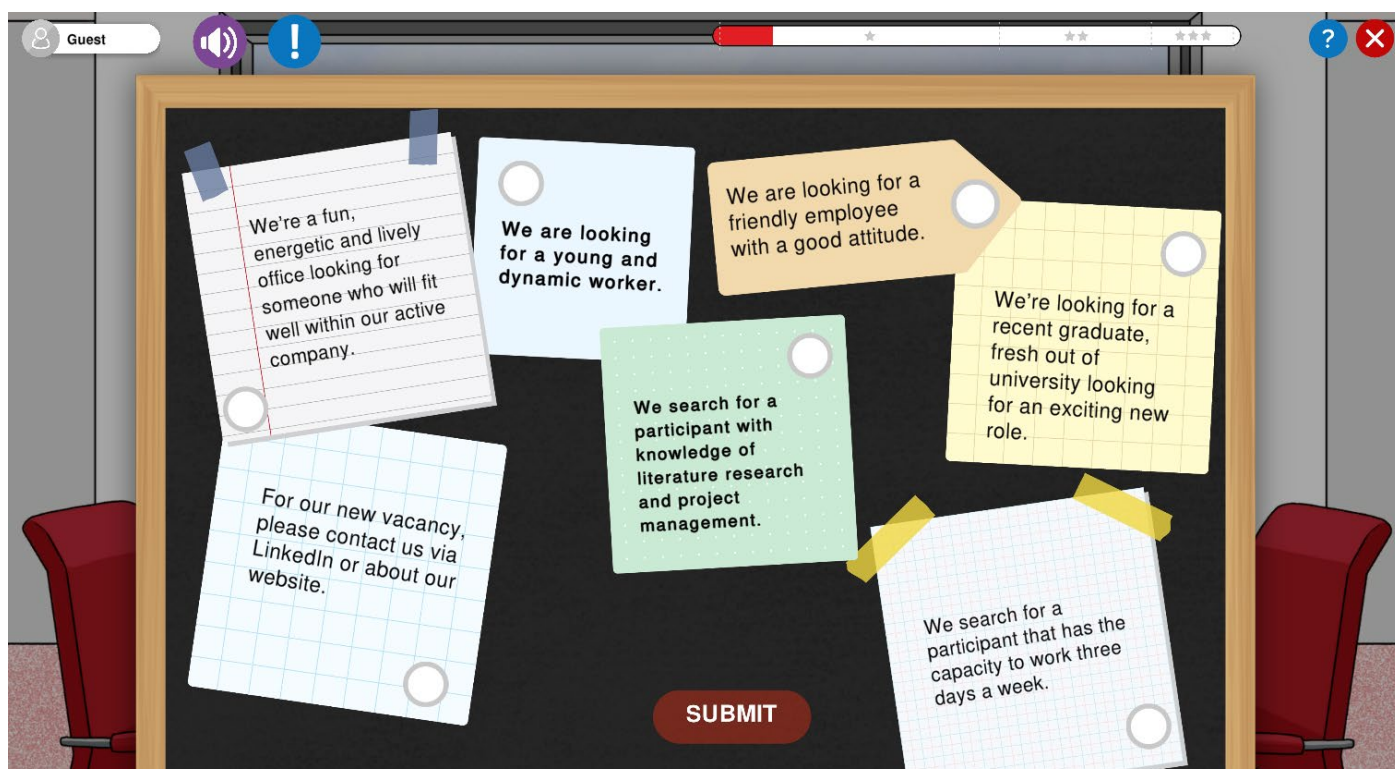 Guest
!
?
We're a fun,
energetic and lively
office looking for
someone who will fit
well within our active
company.
We are looking
for a young and
dynamic worker.
We are looking for a
friendly employee
with a good attitude.
We're looking for a
recent graduate,
fresh out of
university looking
for an exciting new
role.
We search for a
participant with
knowledge of
literature research
and project
management.
For our new vacancy,
please contact us via
LinkedIn or about our
website.
We search for a
participant that has the
capacity to work three
days a week.
SUBMIT